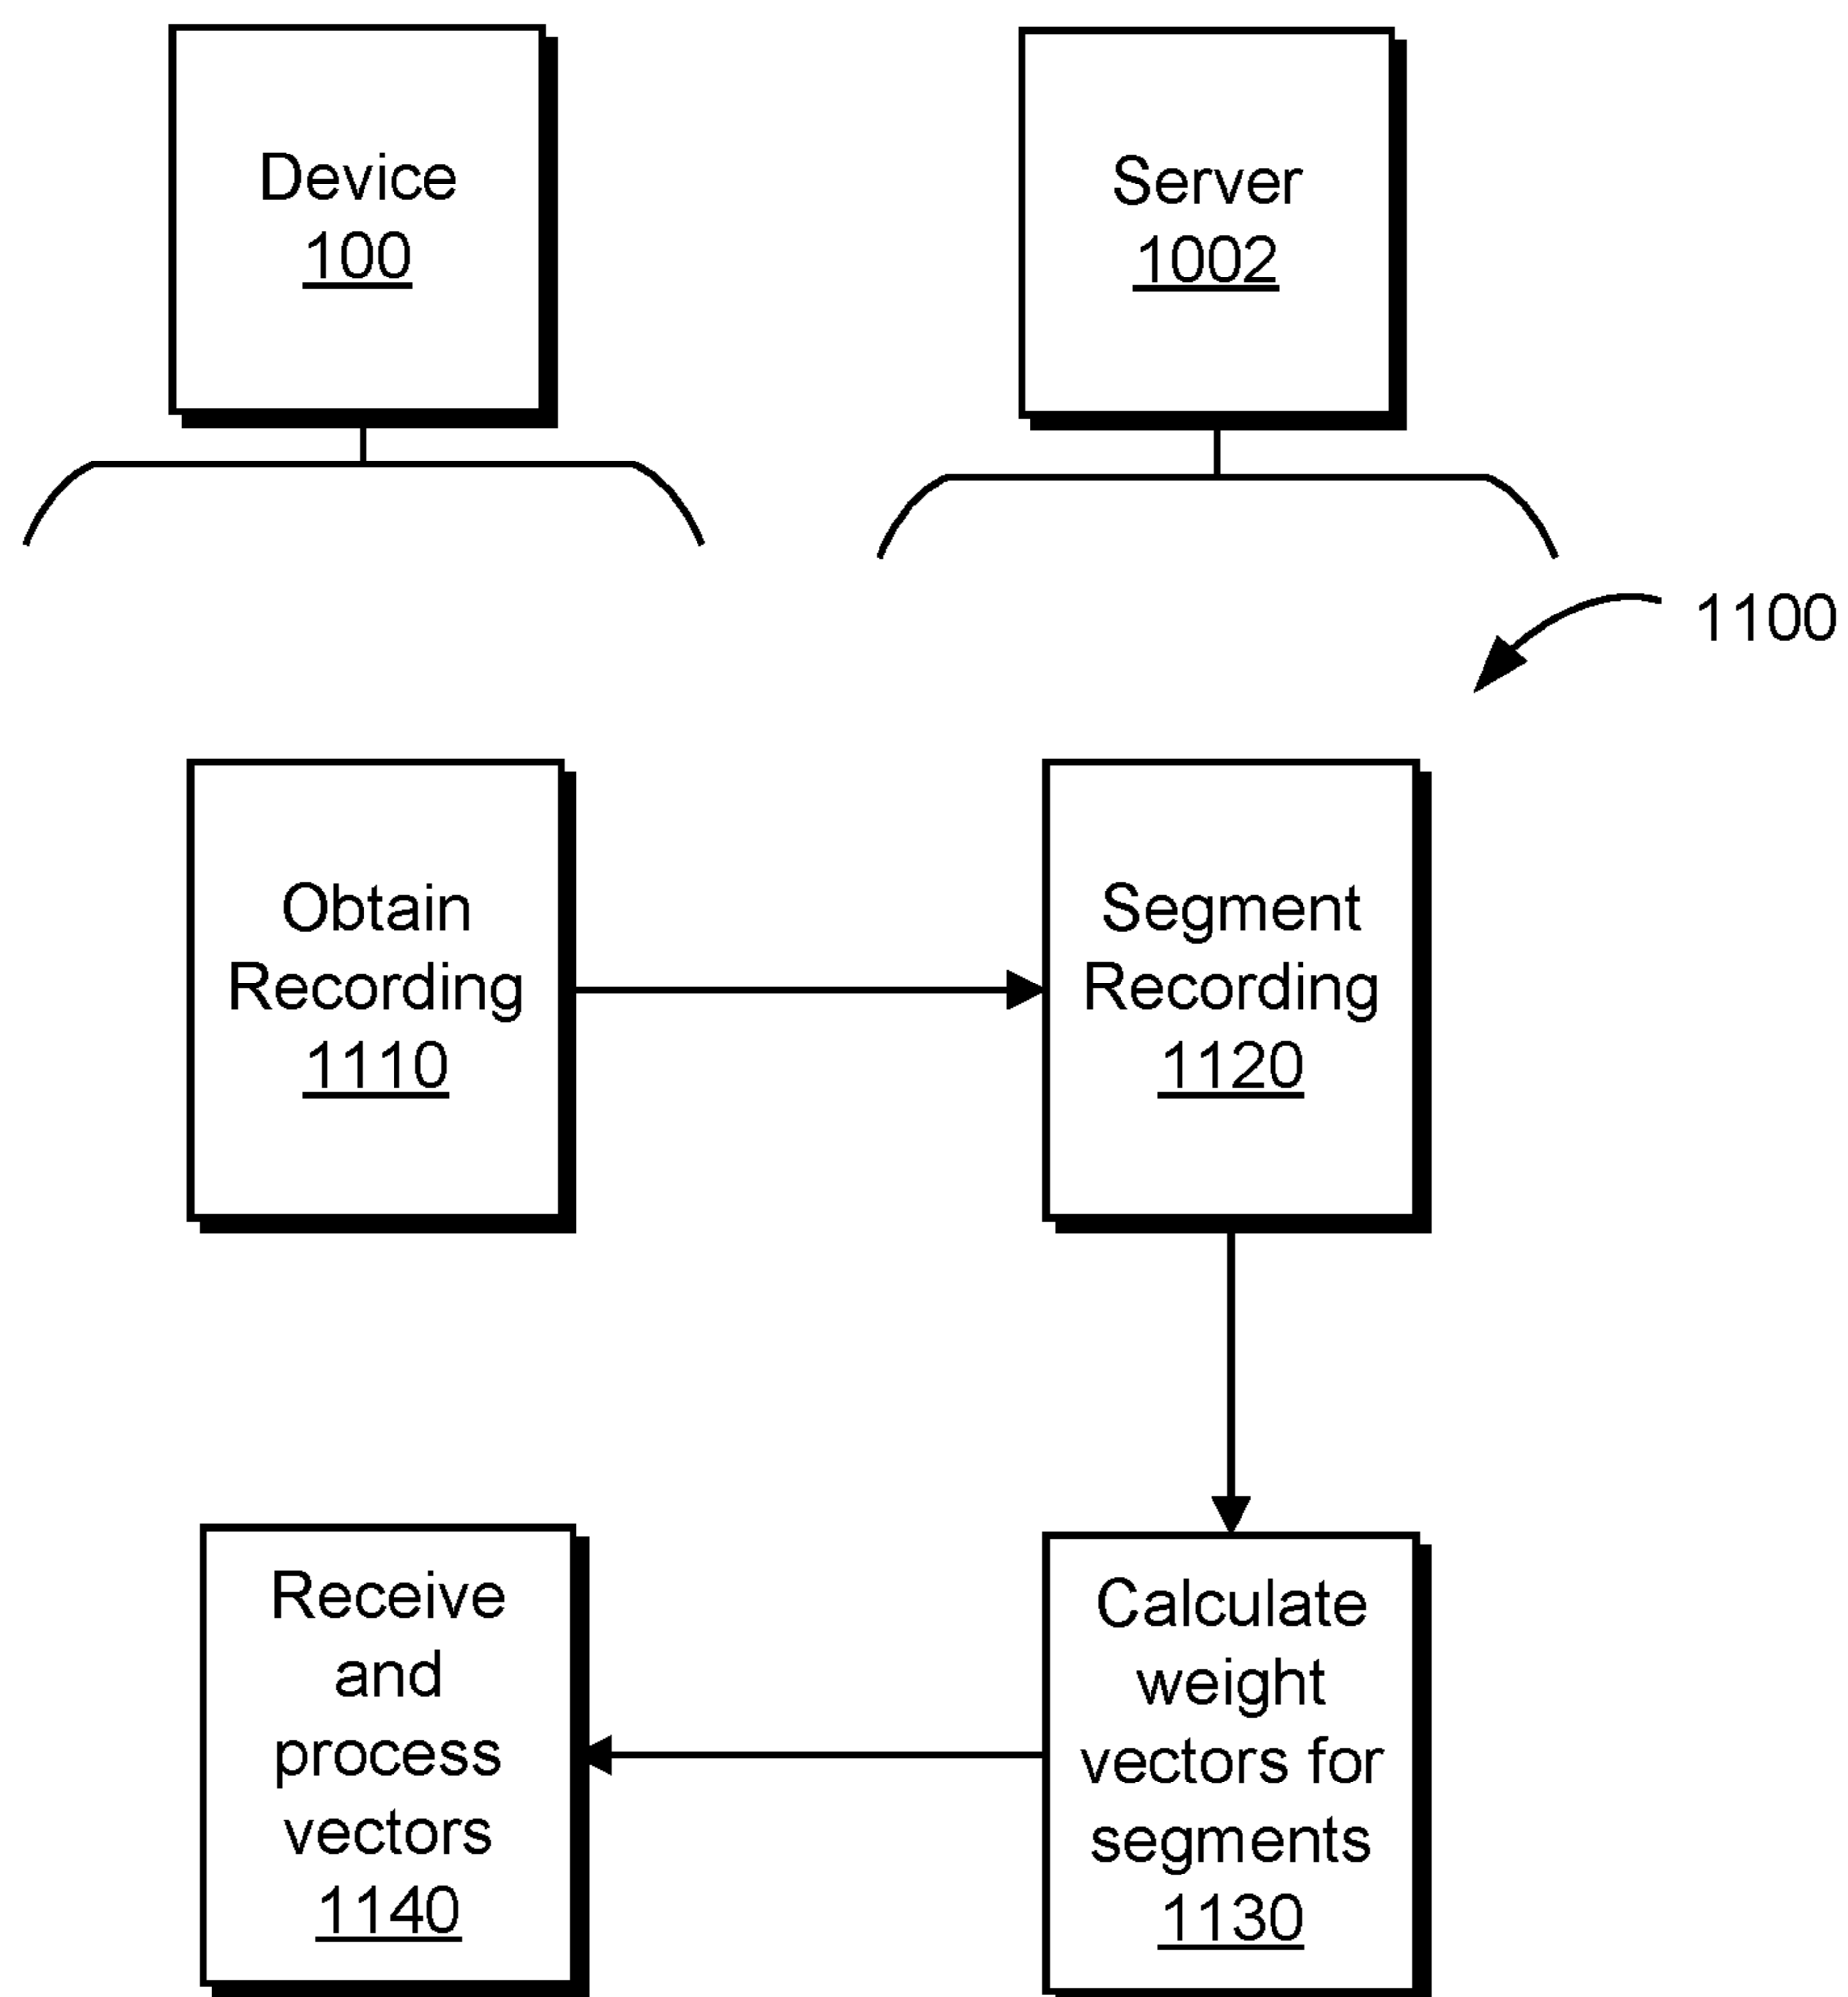 Device
100
Server
1002
1100
Obtain
Recording
1110
Segment
Recording
1120
Receive
and
process
vectors
1140
Calculate
weight
vectors for
segments
1130